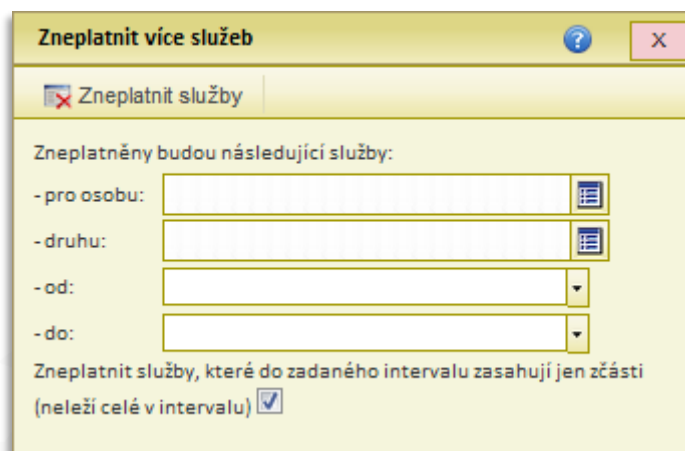 Zneplatnit více služeb
? X
Zneplatnit služby
Zneplatněny budou následující služby:
- pro osobu:
- druhu:
- od:
- do:
Zneplatnit služby, které do zadaného intervalu zasahují jen zčásti
(neleží celé v intervalu)